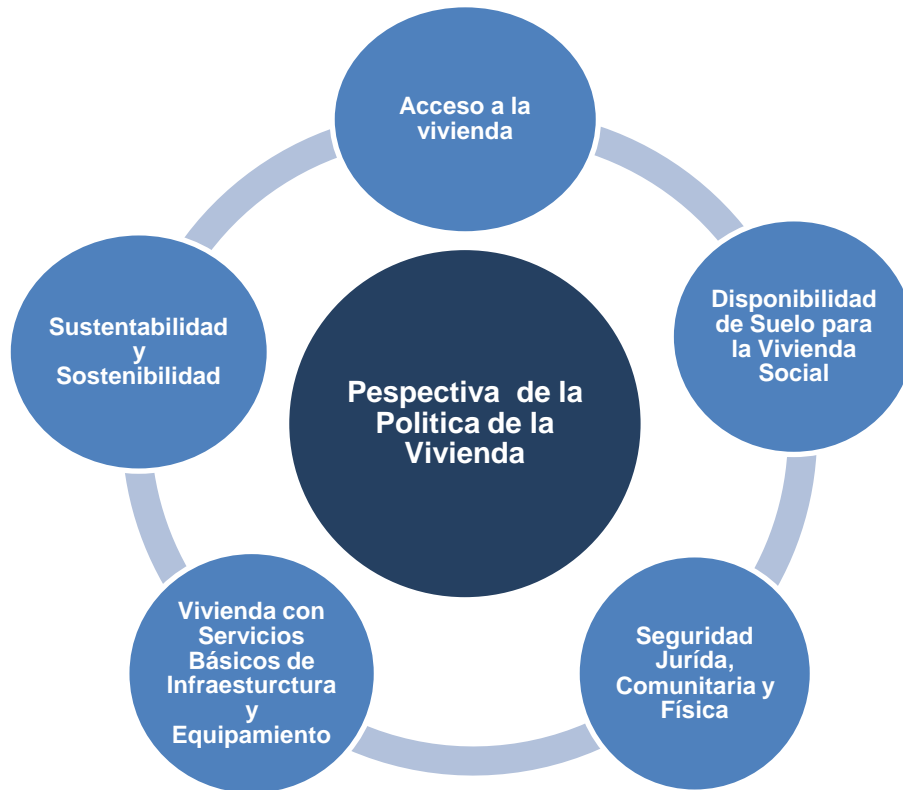 Acceso a la
vivienda
Disponibilidad
de Suelo para
la Vivienda
Social
Seguridad
Jurída,
Comunitaria y
Física
Vivienda con
Servicios
Básicos de
Infraesturctura
y
Equipamiento
Sustentabilidad
y
Sostenibilidad
Pespectiva de la
Politica de la
Vivienda